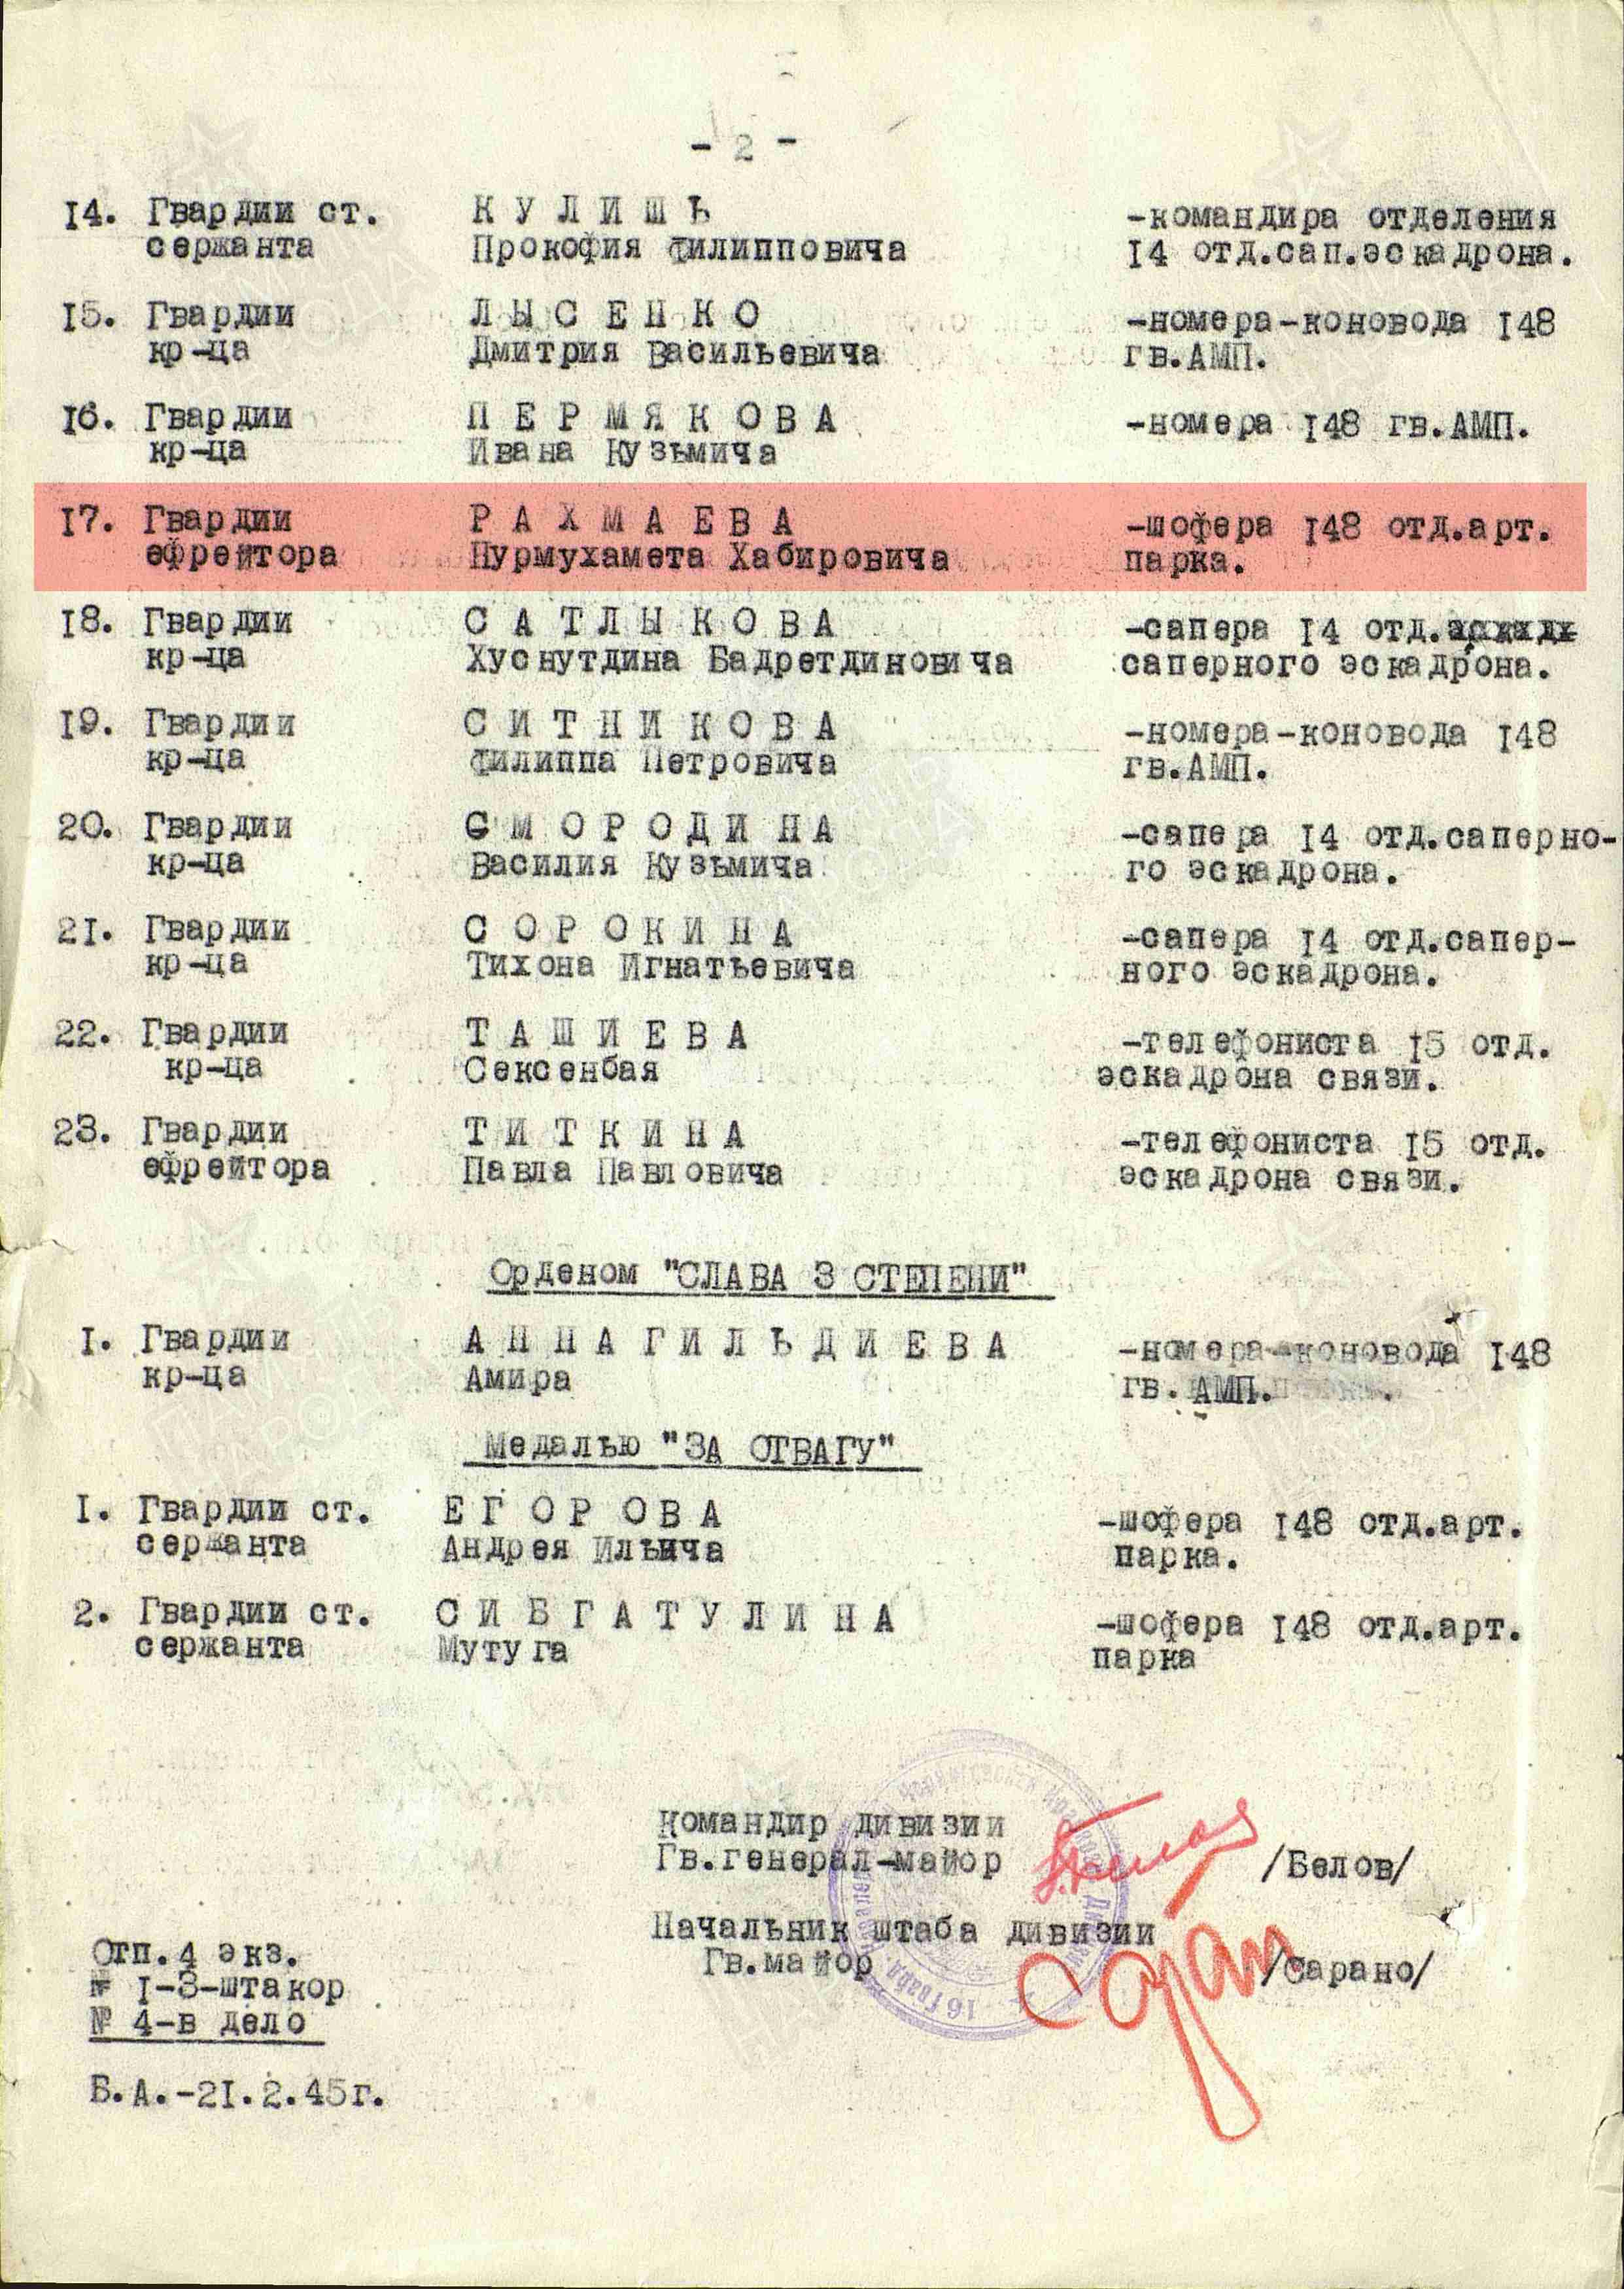 - 2 -
14. Гвардии ст. К У Л И Ш Ь -командира отделения
сержанта Прокофия Филипповича 14 отд.сап.эскадрона.
15. Гвардии Л Ы С Е Н К О -номера-коновода 148
кр-ца Дмитрия Васильевича гв.АМП.
16. Гвардии П Е Р М Я К О В А -номера 148 гв.АМП.
кр-ца Ивана Кузьмича
17. Гвардии Р А Х М А Е В А -шофера 148 отд.арт.
ефрейтора Нурмухамета Хабировича парка.
18. Гвардии С А Т Л Ы К О В А -сапера 14 отд.
кр-ца Хуснутдина Бадретдиновича саперного эскадрона.
19. Гвардии С И Т Н И К О В А -номера-коновода 148
кр-ца Филиппа Петровича гв.АМП.
20. Гвардии С М О Р О Д И Н А -сапера 14 отд.саперно-
кр-ца Василия Кузьмича го эскадрона.
21. Гвардии С О Р О К И Н А -сапера 14 отд.сапер-
кр-ца Тихона Игнатьевича ного эскадрона.
22. Гвардии Т А Ш И Е В А -телефониста 15 отд.
кр-ца Сексенбая эскадрона связи.
23. Гвардии Т И Т К И Н А -телефониста 15 отд.
ефрейтора Павла Павловича эскадрона связи.
Орденом "СЛАВА 3 СТЕПЕНИ"
1. Гвардии А Н Н А Г И Л Ь Д И Е В А -номера-коновода 148
кр-ца Амира гв.АМП.
Медалью "ЗА ОТВАГУ"
1. Гвардии ст. Е Г О Р О В А -шофера 148 отд.арт.
сержанта Андрея Ильича парка.
2. Гвардии ст. С И Б Г А Т У Л И Н А -шофера 148 отд.арт.
сержанта Мутуга парка
Командир дивизии
Гв.генерал-майор /Белов/
Начальник штаба дивизии
Гв.майор /Сарано/
Отп.4 экз.
№ 1-3-штакор
№ 4-в дело
Б.А.-21.2.45г.